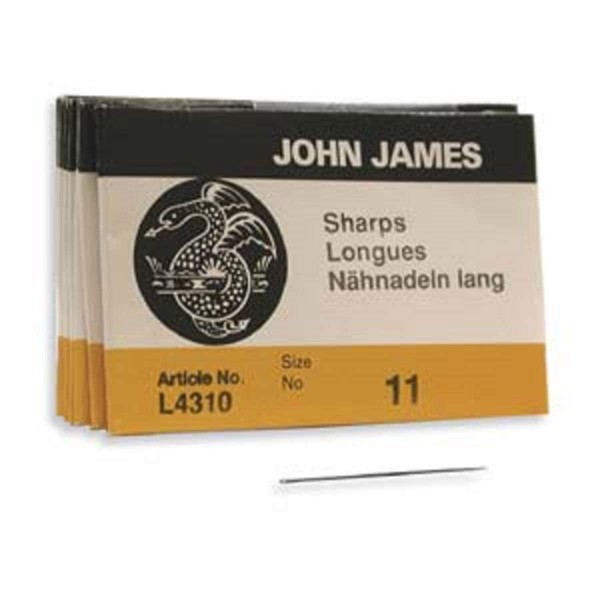 JOHN JAMES
Sharps
Longues
Nähnadeln lang
Article No.
L4310
Size
No
11